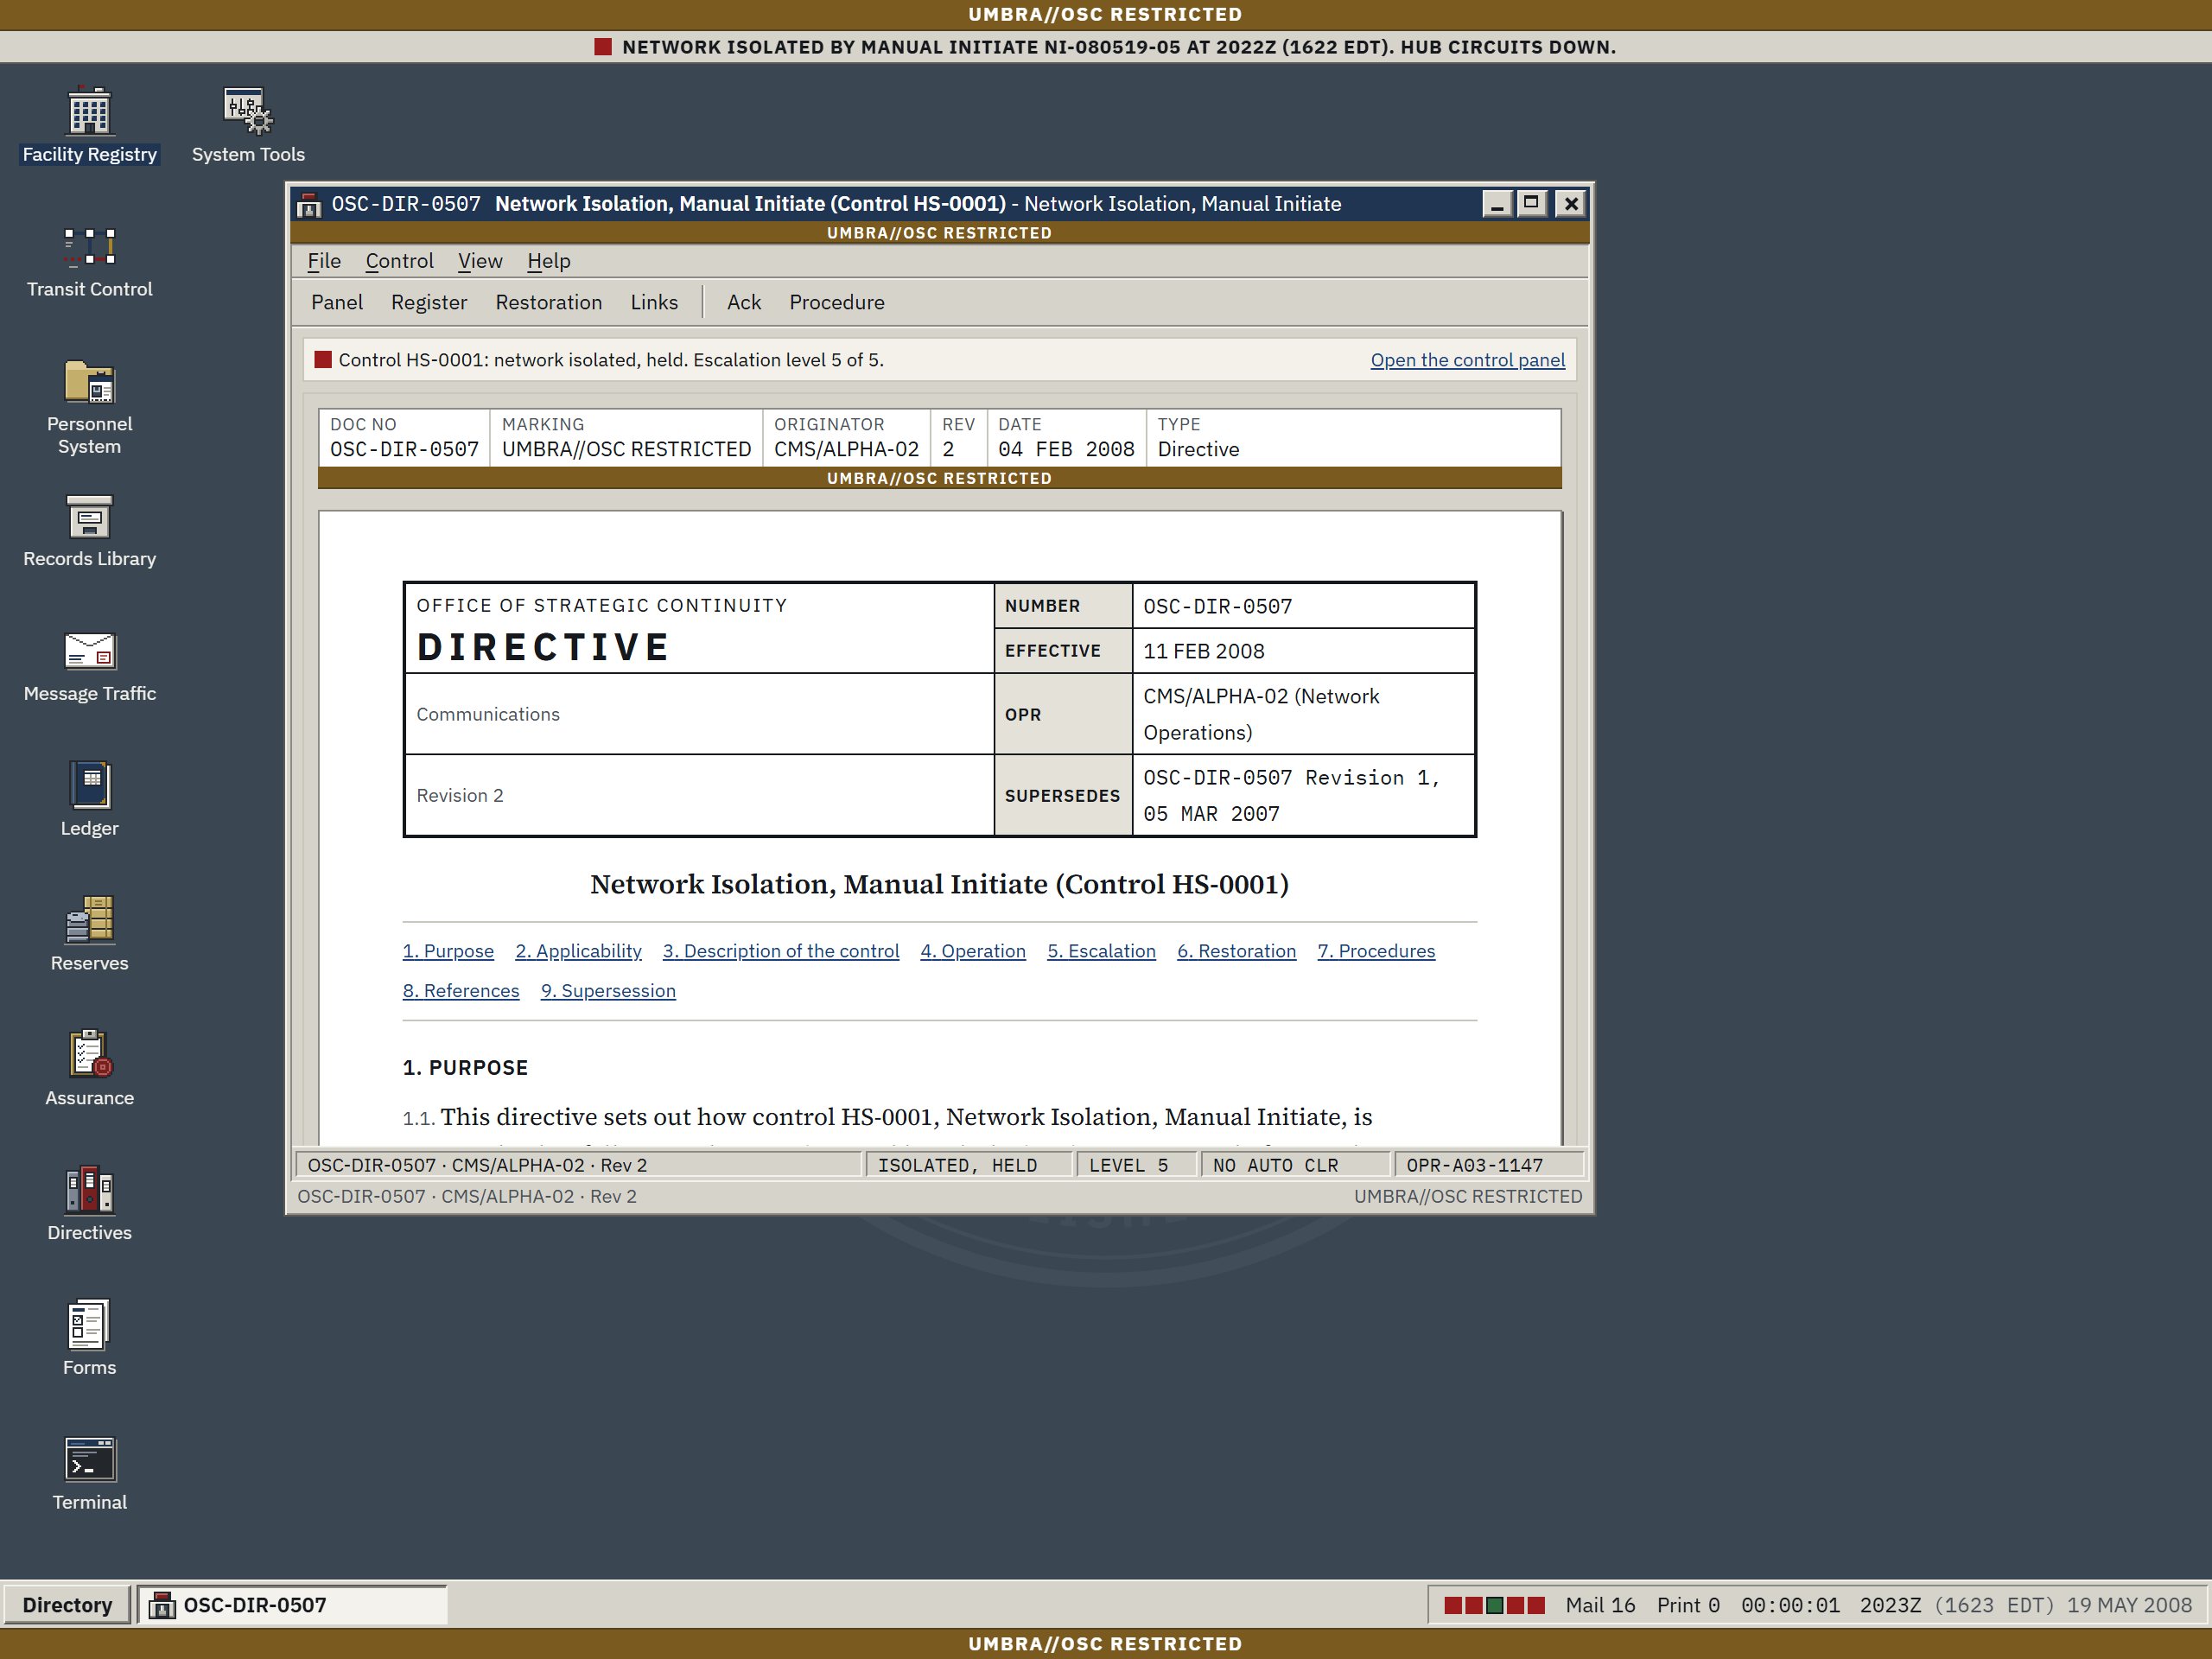 UMBRA//OSC RESTRICTED
NETWORK ISOLATED BY MANUAL INITIATE NI-080519-05 AT 2022Z (1622 EDT). HUB CIRCUITS DOWN.
Facility Registry
System Tools
Transit Control
Personnel
System
Records Library
Message Traffic
Ledger
Reserves
Assurance
Directives
Forms
Terminal
OSC-DIR-0507 Network Isolation, Manual Initiate (Control HS-0001) - Network Isolation, Manual Initiate
UMBRA//OSC RESTRICTED
File Control View Help
Panel Register Restoration Links Ack Procedure
Control HS-0001: network isolated, held. Escalation level 5 of 5. Open the control panel
DOC NO MARKING ORIGINATOR REV DATE TYPE
OSC-DIR-0507 UMBRA//OSC RESTRICTED CMS/ALPHA-02 2 04 FEB 2008 Directive
UMBRA//OSC RESTRICTED
OFFICE OF STRATEGIC CONTINUITY
DIRECTIVE
NUMBER OSC-DIR-0507
EFFECTIVE 11 FEB 2008
Communications
OPR CMS/ALPHA-02 (Network
Operations)
Revision 2
SUPERSEDES OSC-DIR-0507 Revision 1,
05 MAR 2007
Network Isolation, Manual Initiate (Control HS-0001)
1. Purpose 2. Applicability 3. Description of the control 4. Operation 5. Escalation 6. Restoration 7. Procedures
8. References 9. Supersession
1. PURPOSE
1.1. This directive sets out how control HS-0001, Network Isolation, Manual Initiate, is
OSC-DIR-0507 · CMS/ALPHA-02 · Rev 2 ISOLATED, HELD LEVEL 5 NO AUTO CLR OPR-A03-1147
OSC-DIR-0507 · CMS/ALPHA-02 · Rev 2 UMBRA//OSC RESTRICTED
Directory OSC-DIR-0507 Mail 16 Print 0 00:00:01 2023Z (1623 EDT) 19 MAY 2008
UMBRA//OSC RESTRICTED